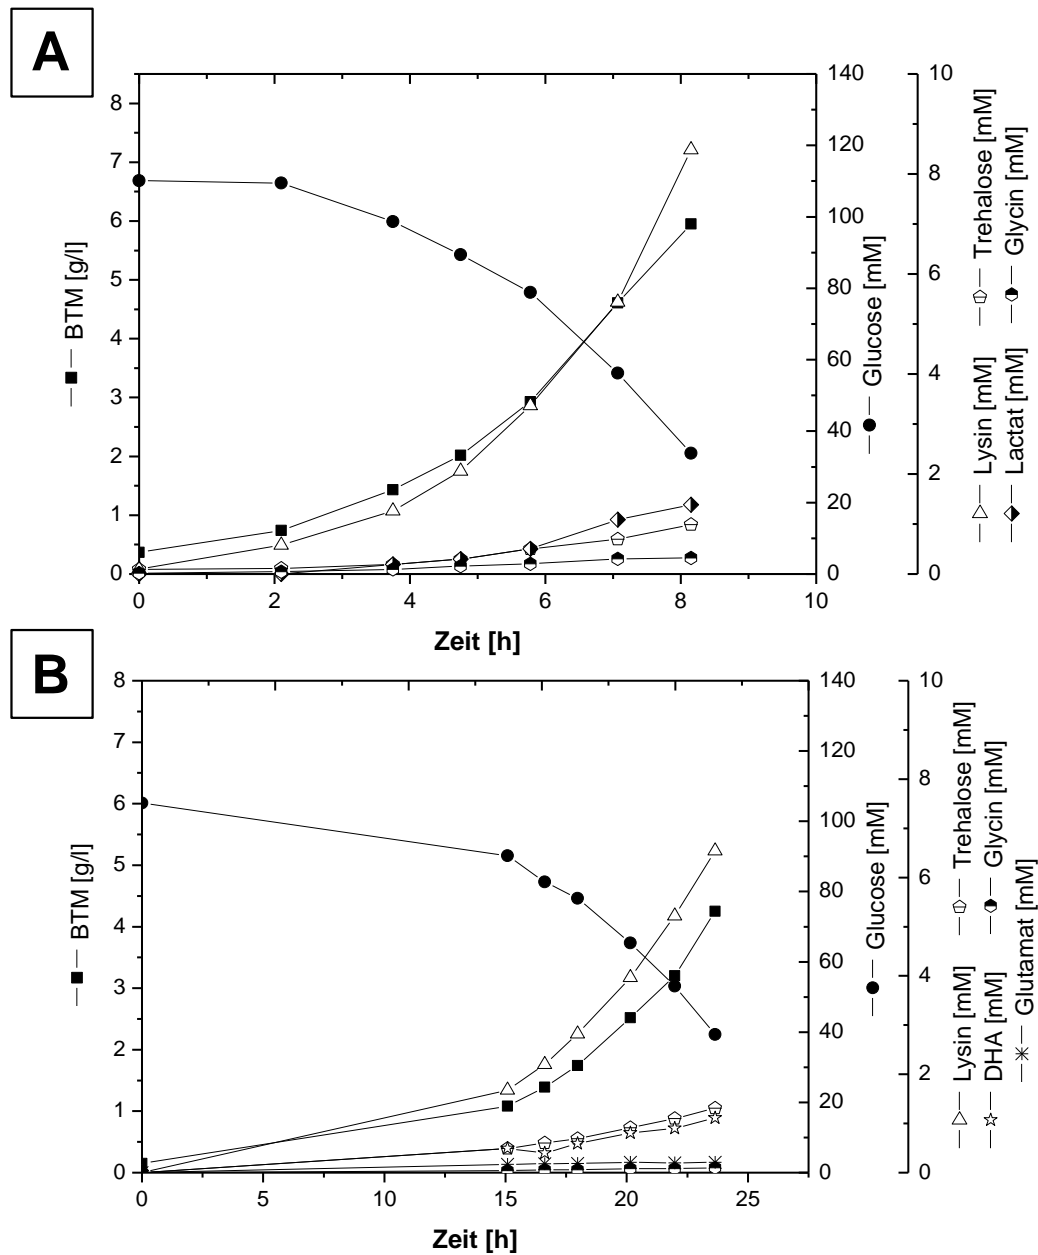 A
BTM [g/l]
8
7
6
5
4
3
2
1
0
0 2 4 6 8 10
Zeit [h]
140
120
100
80
60
40
20
0
Glucose [mM]
10
8
6
4
2
0
Lysin [mM]
Trehalose [mM]
Lactat [mM]
Glycin [mM]
B
BTM [g/l]
8
7
6
5
4
3
2
1
0
0 5 10 15 20 25
Zeit [h]
140
120
100
80
60
40
20
0
Glucose [mM]
10
8
6
4
2
0
Lysin [mM]
Trehalose [mM]
DHA [mM]
Glycin [mM]
Glutamat [mM]